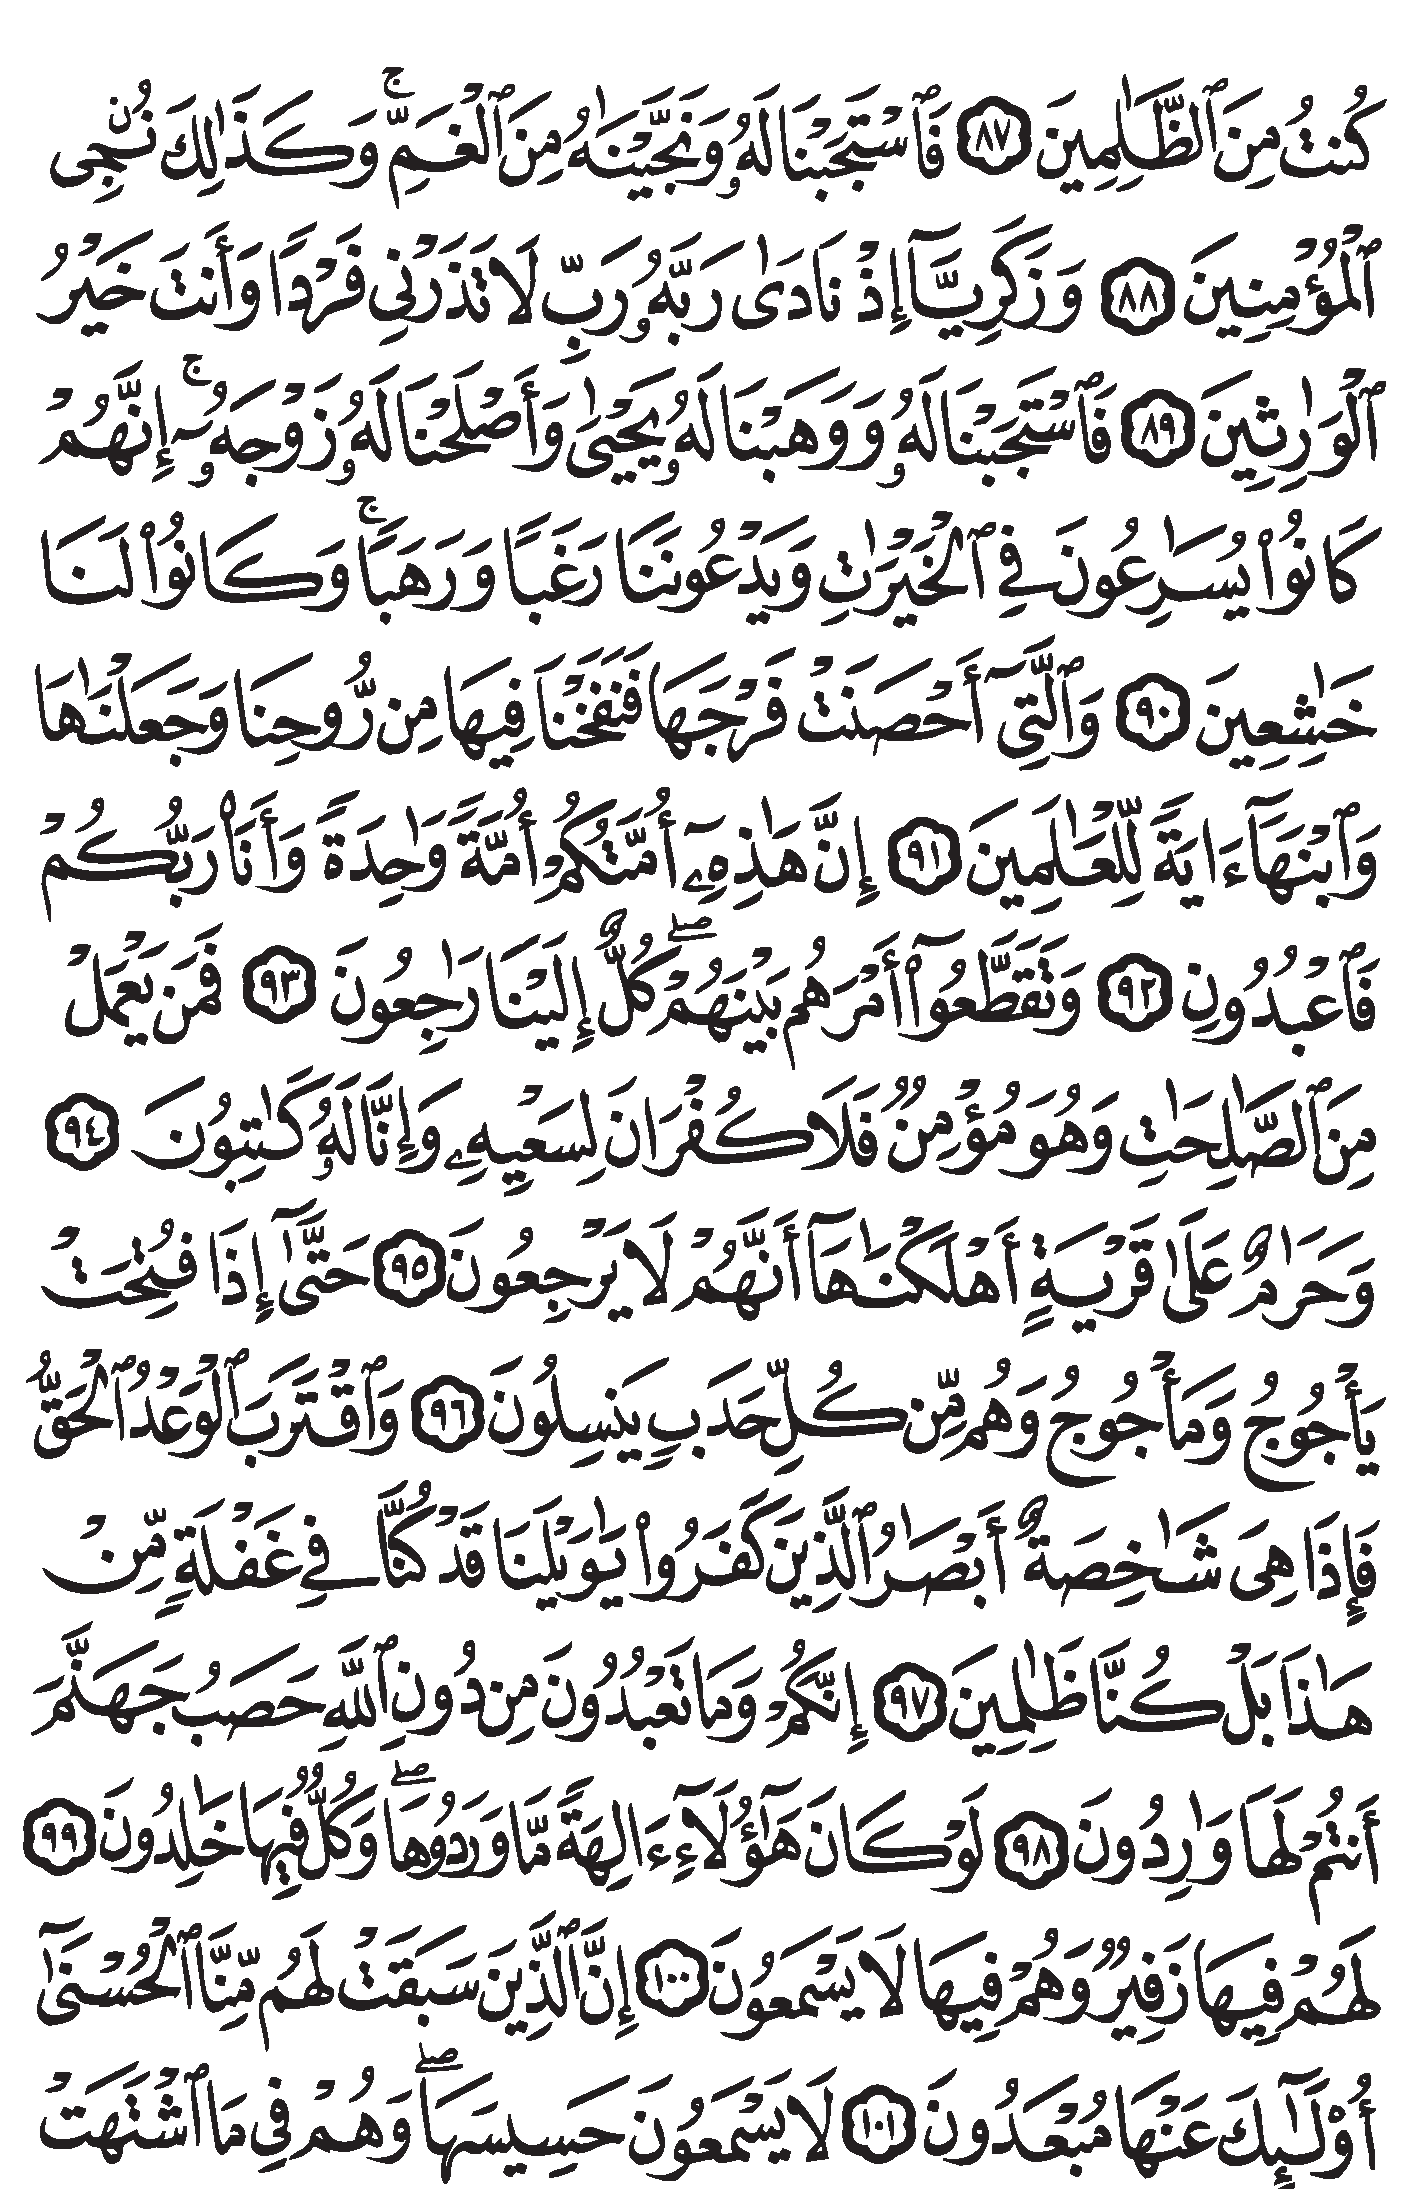 كُنتُ مِنَ ٱلظَّٰلِمِينَ ٨٧ فَٱسْتَجَبْنَا لَهُۥ وَنَجَّيْنَٰهُ مِنَ ٱلْغَمِّ ۚ وَكَذَٰلِكَ نُۨجِى
ٱلْمُؤْمِنِينَ ٨٨ وَزَكَرِيَّآ إِذْ نَادَىٰ رَبَّهُۥ رَبِّ لَا تَذَرْنِى فَرْدًا وَأَنتَ خَيْرُ
ٱلْوَٰرِثِينَ ٨٩ فَٱسْتَجَبْنَا لَهُۥ وَوَهَبْنَا لَهُۥ يَحْيَىٰ وَأَصْلَحْنَا لَهُۥ زَوْجَهُۥٓ ۚ إِنَّهُمْ
كَانُوا۟ يُسَٰرِعُونَ فِى ٱلْخَيْرَٰتِ وَيَدْعُونَنَا رَغَبًا وَرَهَبًا ۚ وَكَانُوا۟ لَنَا
خَٰشِعِينَ ٩٠ وَٱلَّتِىٓ أَحْصَنَتْ فَرْجَهَا فَنَفَخْنَا فِيهَا مِن رُّوحِنَا وَجَعَلْنَٰهَا
وَٱبْنَهَآ ءَايَةً لِّلْعَٰلَمِينَ ٩١ إِنَّ هَٰذِهِۦٓ أُمَّتُكُمْ أُمَّةً وَٰحِدَةً وَأَنَا۠ رَبُّكُمْ
فَٱعْبُدُونِ ٩٢ وَتَقَطَّعُوٓا۟ أَمْرَهُم بَيْنَهُمْ ۖ كُلٌّ إِلَيْنَا رَٰجِعُونَ ٩٣ فَمَن يَعْمَلْ
مِنَ ٱلصَّٰلِحَٰتِ وَهُوَ مُؤْمِنٌ فَلَا كُفْرَانَ لِسَعْيِهِۦ وَإِنَّا لَهُۥ كَٰتِبُونَ ٩٤
وَحَرَٰمٌ عَلَىٰ قَرْيَةٍ أَهْلَكْنَٰهَآ أَنَّهُمْ لَا يَرْجِعُونَ ٩٥ حَتَّىٰٓ إِذَا فُتِحَتْ
يَأْجُوجُ وَمَأْجُوجُ وَهُم مِّن كُلِّ حَدَبٍ يَنسِلُونَ ٩٦ وَٱقْتَرَبَ ٱلْوَعْدُ ٱلْحَقُّ
فَإِذَا هِىَ شَٰخِصَةٌ أَبْصَٰرُ ٱلَّذِينَ كَفَرُوا۟ يَٰوَيْلَنَا قَدْ كُنَّا فِى غَفْلَةٍ مِّنْ
هَٰذَا بَلْ كُنَّا ظَٰلِمِينَ ٩٧ إِنَّكُمْ وَمَا تَعْبُدُونَ مِن دُونِ ٱللَّهِ حَصَبُ جَهَنَّمَ
أَنتُمْ لَهَا وَٰرِدُونَ ٩٨ لَوْ كَانَ هَٰٓؤُلَآءِ ءَالِهَةً مَّا وَرَدُوهَا ۖ وَكُلٌّ فِيهَا خَٰلِدُونَ ٩٩
لَهُمْ فِيهَا زَفِيرٌ وَهُمْ فِيهَا لَا يَسْمَعُونَ ١٠٠ إِنَّ ٱلَّذِينَ سَبَقَتْ لَهُم مِّنَّا ٱلْحُسْنَىٰٓ
أُو۟لَٰٓئِكَ عَنْهَا مُبْعَدُونَ ١٠١ لَا يَسْمَعُونَ حَسِيسَهَا ۖ وَهُمْ فِى مَا ٱشْتَهَتْ